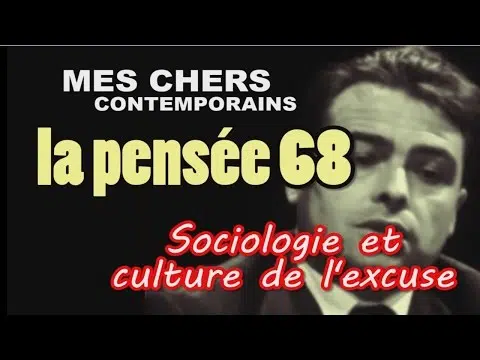 MES CHERS
CONTEMPORAINS
la pensée 68
Sociologie et
culture de l'excuse